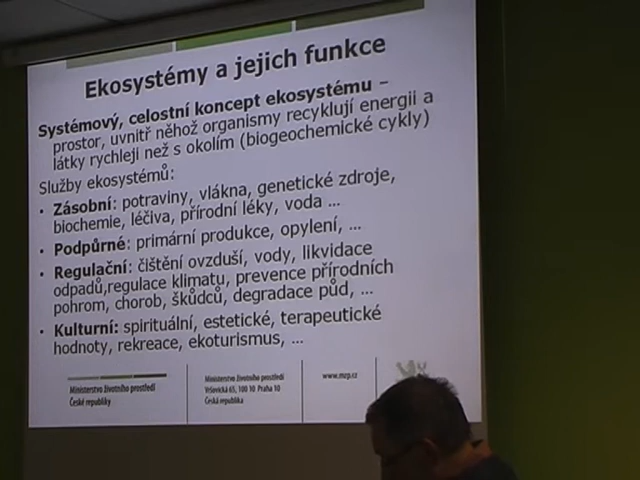 Ekosystémy a jejich funkce
Systémový, celostní koncept ekosystému –
prostor, uvnitř něhož organismy recyklují energii a
látky rychleji než s okolím (biogeochemické cykly)
Služby ekosystémů:
• Zásobní: potraviny, vlákna, genetické zdroje,
biochemie, léčiva, přírodní léky, voda ...
• Podpůrné: primární produkce, opylení, ...
• Regulační: čištění ovzduší, vody, likvidace
odpadů,regulace klimatu, prevence přírodních
pohrom, chorob, škůdců, degradace půd, ...
• Kulturní: spirituální, estetické, terapeutické
hodnoty, rekreace, ekoturismus, ...
Ministerstvo životního prostředí
České republiky
Ministerstvo životního prostředí
Vršovická 65, 100 10 Praha 10
Česká republika
www.mzp.cz